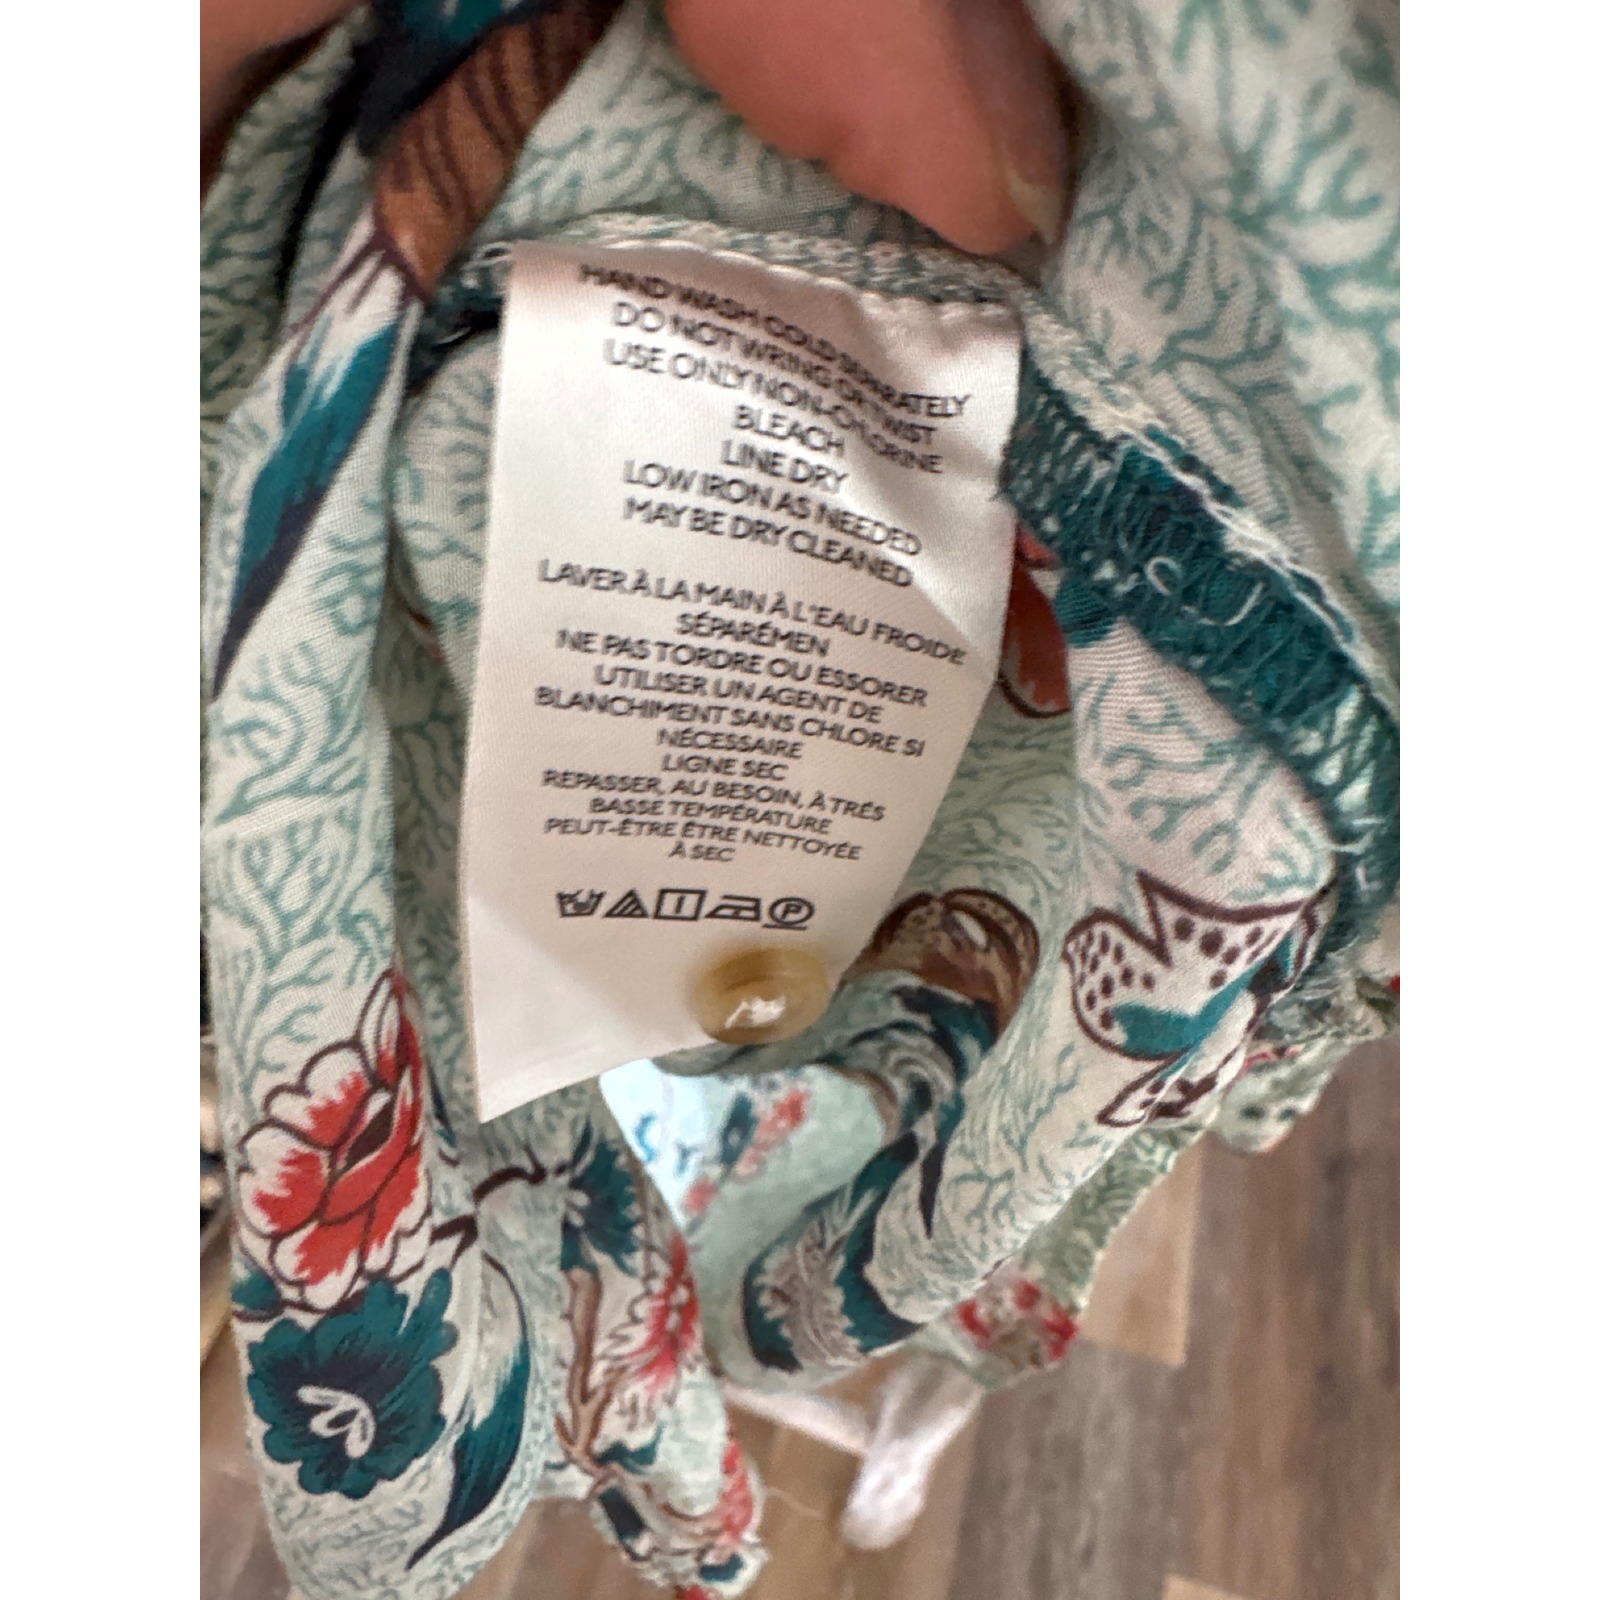 HAND WASH COLD SEPARATELY
DO NOT WRING OR TWIST
USE ONLY NON-CHLORINE
BLEACH
LINE DRY
LOW IRON AS NEEDED
MAY BE DRY CLEANED
LAVER À LA MAIN À L'EAU FROIDE
SÉPARÉMEN
NE PAS TORDRE OU ESSORER
UTILISER UN AGENT DE
BLANCHIMENT SANS CHLORE SI
NÉCESSAIRE
LIGNE SEC
REPASSER, AU BESOIN, À TRÉS
BASSE TEMPÉRATURE
PEUT-ÊTRE ÊTRE NETTOYÉE
À SEC
P